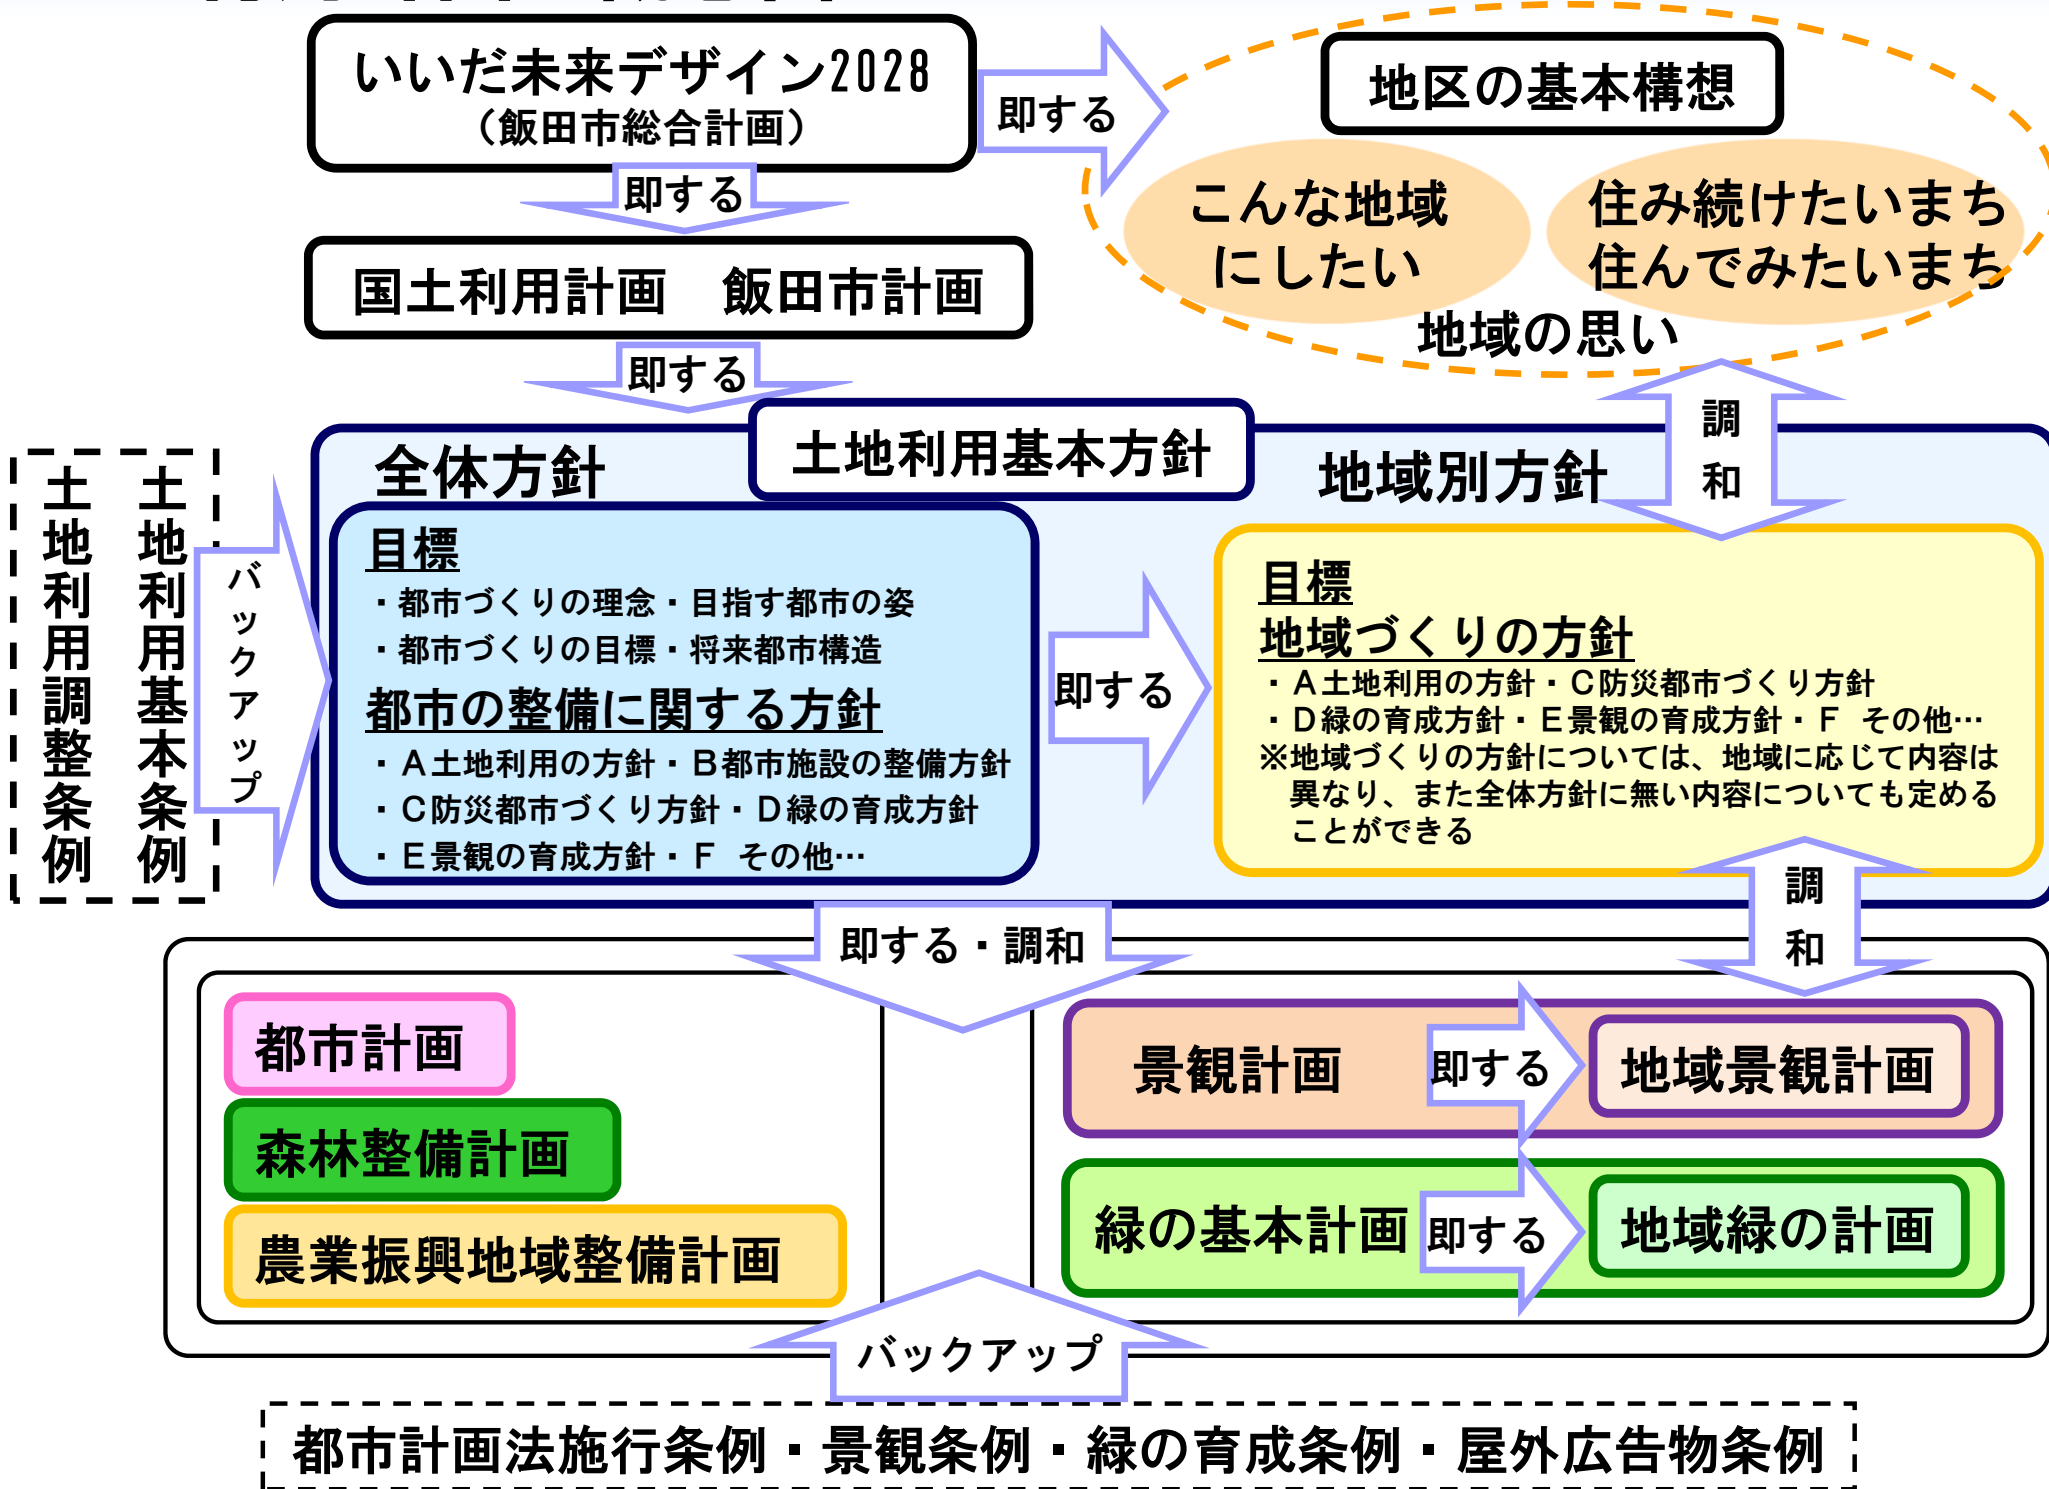 いいだ未来デザイン2028
（飯田市総合計画）
即する
地区の基本構想
こんな地域
にしたい
住み続けたいまち
住んでみたいまち
地域の思い
即する
国土利用計画　飯田市計画
即する
調和
土地利用基本方針
全体方針
地域別方針
土地利用基本条例
土地利用調整条例
バックアップ
目標
・都市づくりの理念・目指す都市の姿
・都市づくりの目標・将来都市構造
都市の整備に関する方針
・Ａ土地利用の方針・Ｂ都市施設の整備方針
・Ｃ防災都市づくり方針・Ｄ緑の育成方針
・Ｅ景観の育成方針・Ｆ その他…
即する
目標
地域づくりの方針
・Ａ土地利用の方針・Ｃ防災都市づくり方針
・Ｄ緑の育成方針・Ｅ景観の育成方針・Ｆ その他…
※地域づくりの方針については、地域に応じて内容は
異なり、また全体方針に無い内容についても定める
ことができる
即する・調和
調和
都市計画
森林整備計画
農業振興地域整備計画
景観計画
即する
地域景観計画
緑の基本計画
即する
地域緑の計画
バックアップ
都市計画法施行条例・景観条例・緑の育成条例・屋外広告物条例